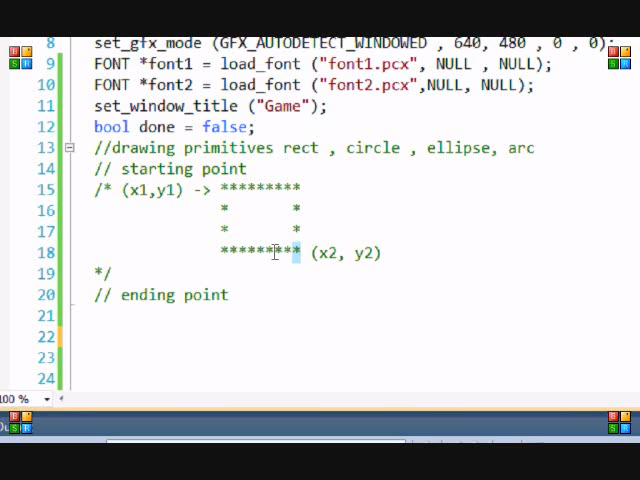 8 set_gfx_mode (GFX_AUTODETECT_WINDOWED , 640, 480 , 0 , 0);
9 FONT *font1 = load_font ("font1.pcx", NULL , NULL);
10 FONT *font2 = load_font ("font2.pcx",NULL, NULL);
11 set_window_title ("Game");
12 bool done = false;
13 //drawing primitives rect , circle , ellipse, arc
14 // starting point
15 /* (x1,y1) -> *********
16 * *
17 * *
18 ********* (x2, y2)
19 */
20 // ending point
21
22
23
24
00 %